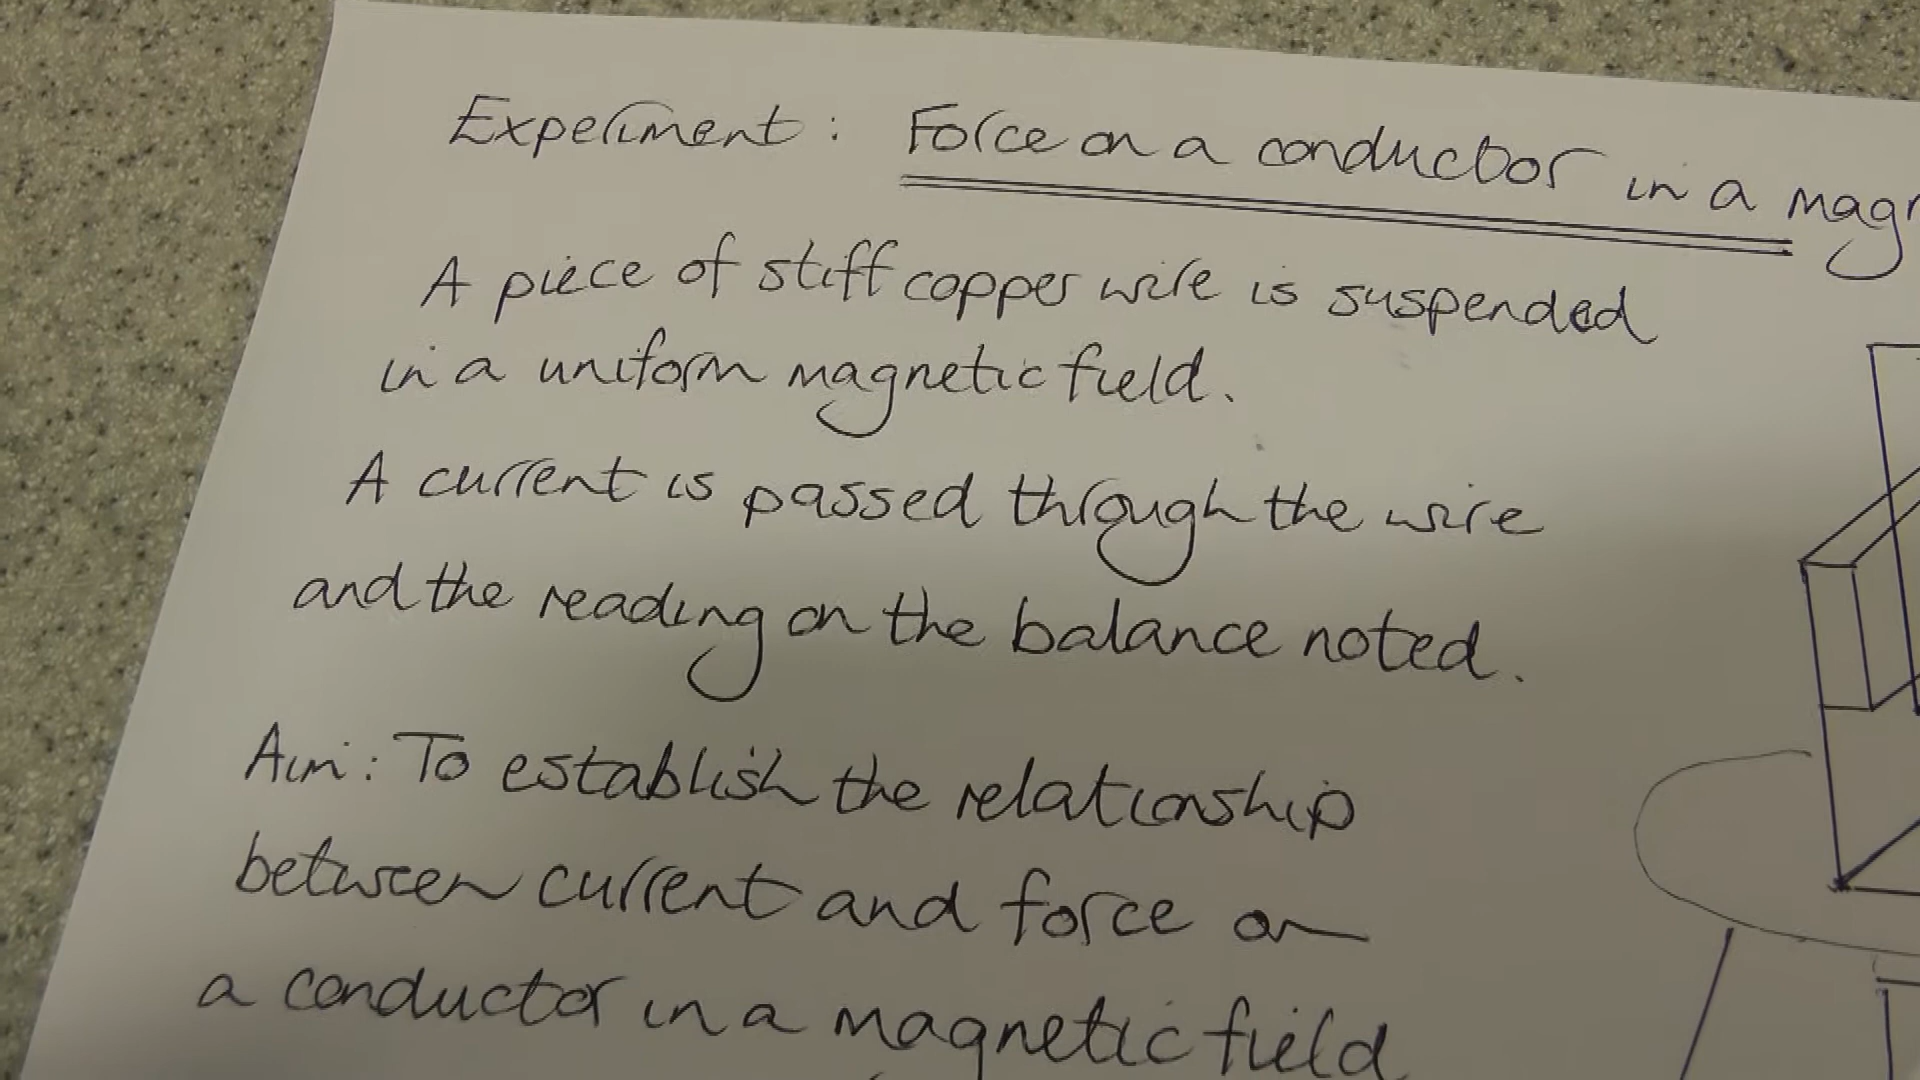 Experiment: Force on a conductor in a magn
A piece of stiff copper wire is suspended
in a uniform magnetic field.
A current is passed through the wire
and the reading on the balance noted.
Aim: To establish the relationship
between current and force on
a conductor in a magnetic field